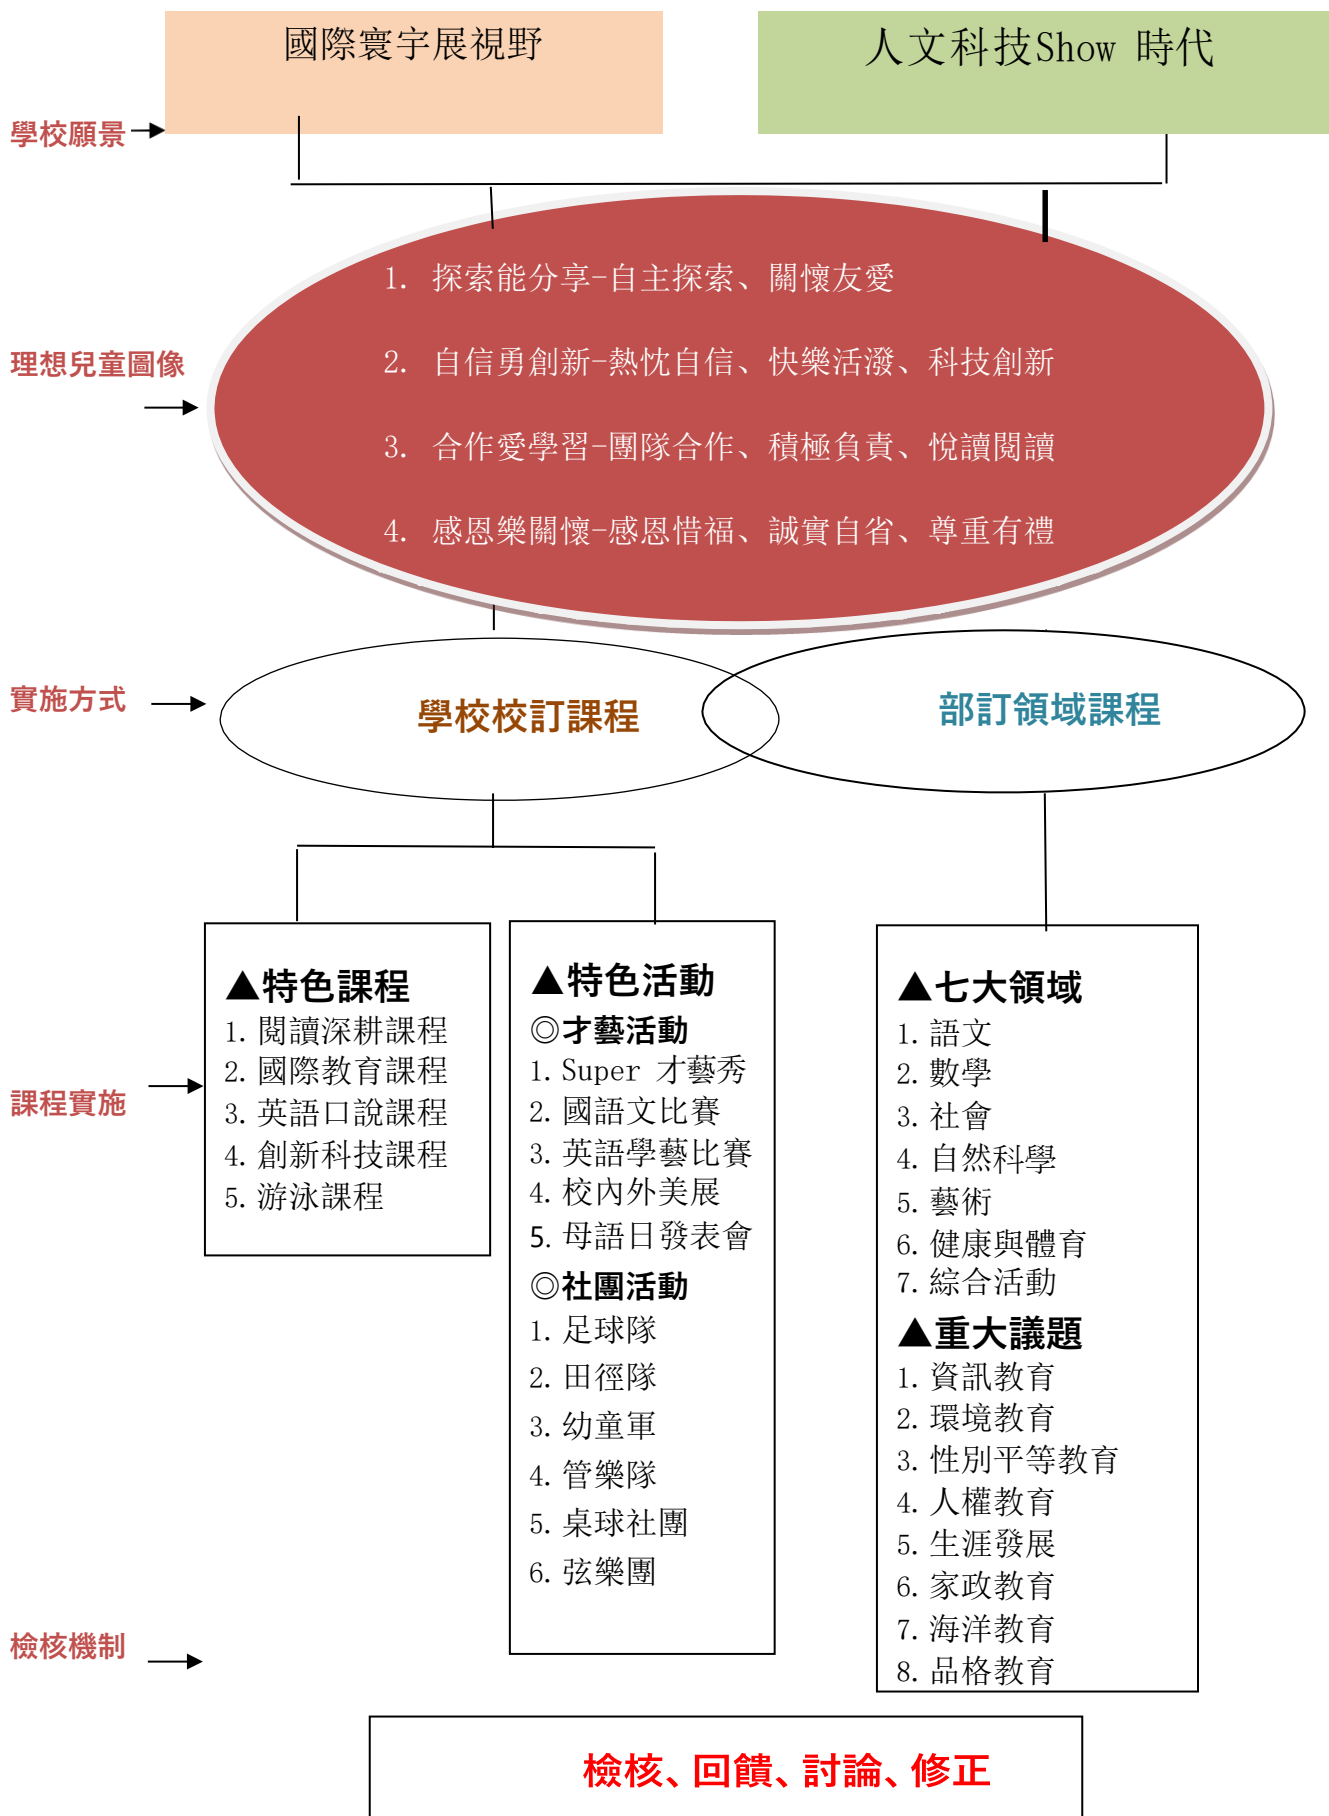 國際寰宇展視野
人文科技Show 時代
學校願景
1. 探索能分享-自主探索、關懷友愛
理想兒童圖像
2. 自信勇創新-熱忱自信、快樂活潑、科技創新
3. 合作愛學習-團隊合作、積極負責、悅讀閱讀
4. 感恩樂關懷-感恩惜福、誠實自省、尊重有禮
實施方式
學校校訂課程
部訂領域課程
課程實施
▲特色課程
1. 閱讀深耕課程
2. 國際教育課程
3. 英語口說課程
4. 創新科技課程
5. 游泳課程
▲特色活動
◎才藝活動
1. Super 才藝秀
2. 國語文比賽
3. 英語學藝比賽
4. 校內外美展
5. 母語日發表會
◎社團活動
1. 足球隊
2. 田徑隊
3. 幼童軍
4. 管樂隊
5. 桌球社團
6. 弦樂團
▲七大領域
1. 語文
2. 數學
3. 社會
4. 自然科學
5. 藝術
6. 健康與體育
7. 綜合活動
▲重大議題
1. 資訊教育
2. 環境教育
3. 性別平等教育
4. 人權教育
5. 生涯發展
6. 家政教育
7. 海洋教育
8. 品格教育
檢核機制
檢核、回饋、討論、修正